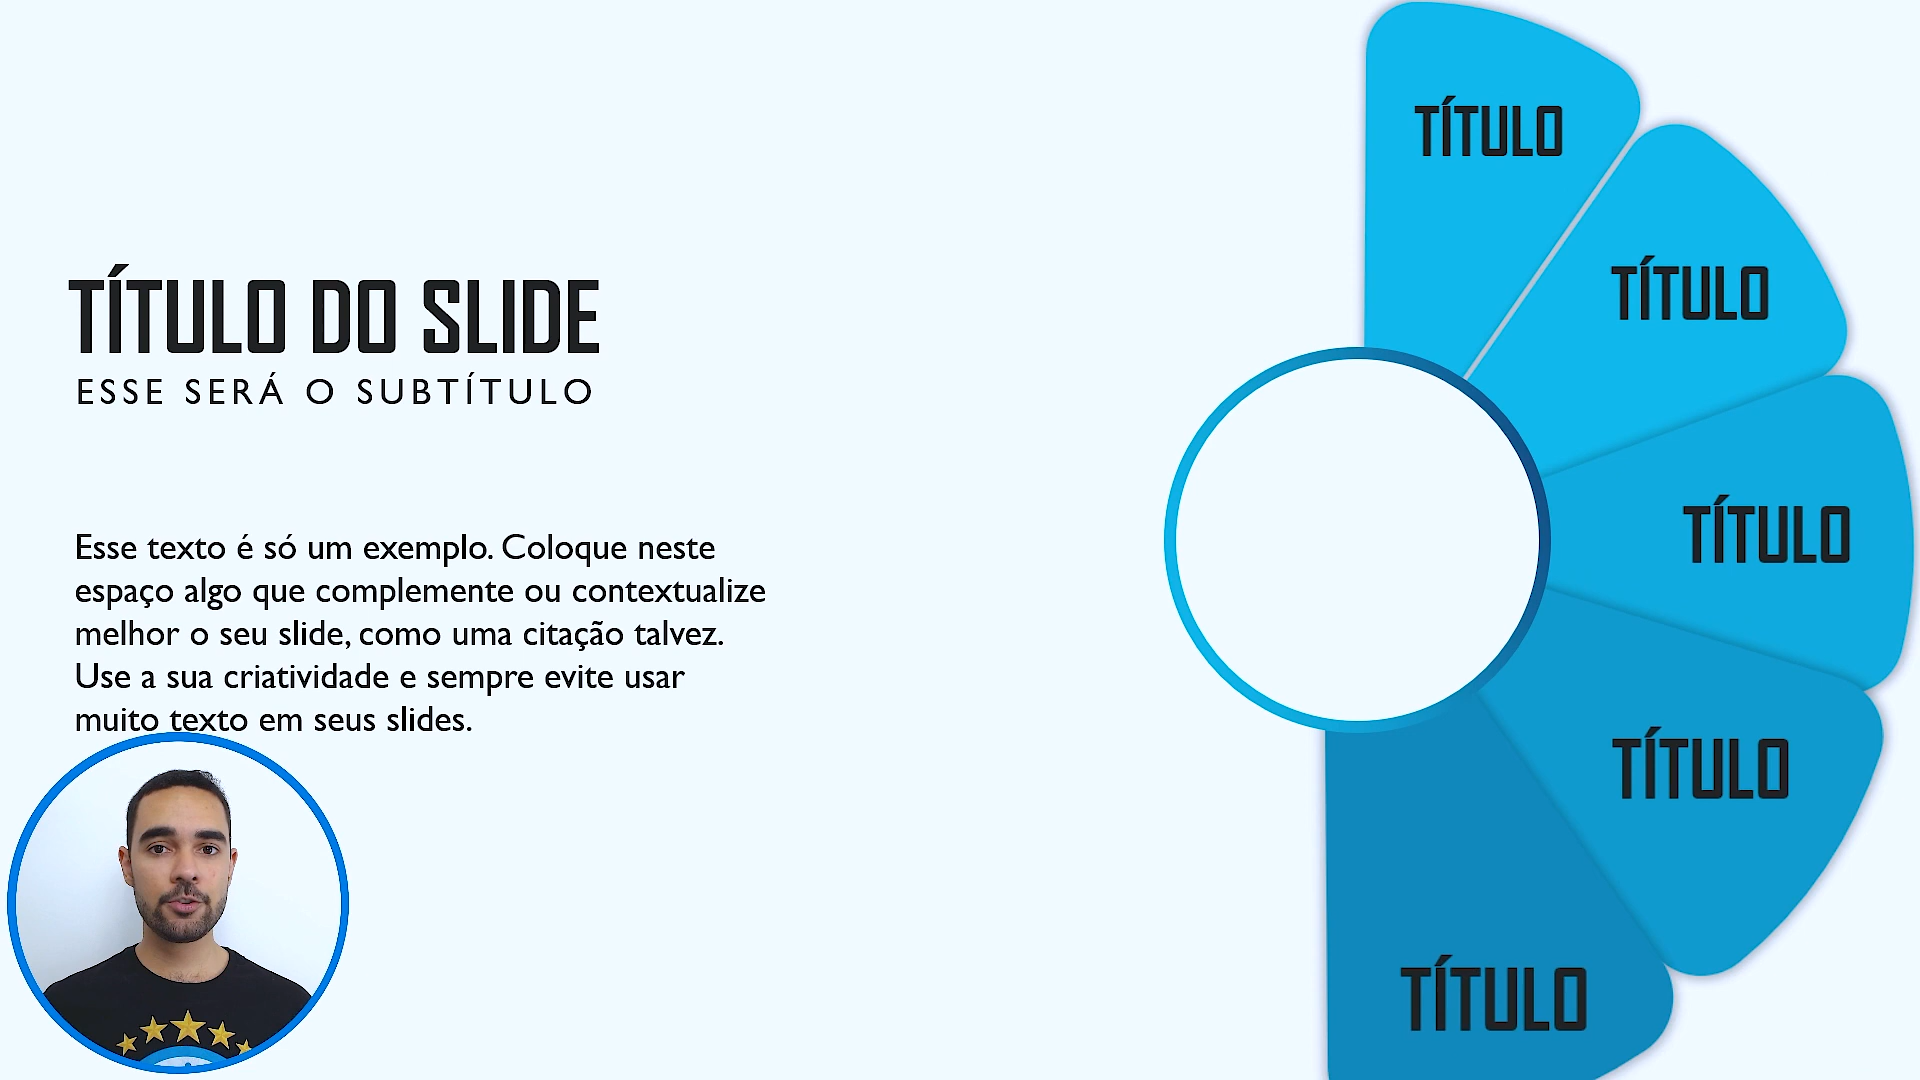 TÍTULO DO SLIDE
ESSE SERÁ O SUBTÍTULO
Esse texto é só um exemplo. Coloque neste
espaço algo que complemente ou contextualize
melhor o seu slide, como uma citação talvez.
Use a sua criatividade e sempre evite usar
muito texto em seus slides.
TÍTULO
TÍTULO
TÍTULO
TÍTULO
TÍTULO